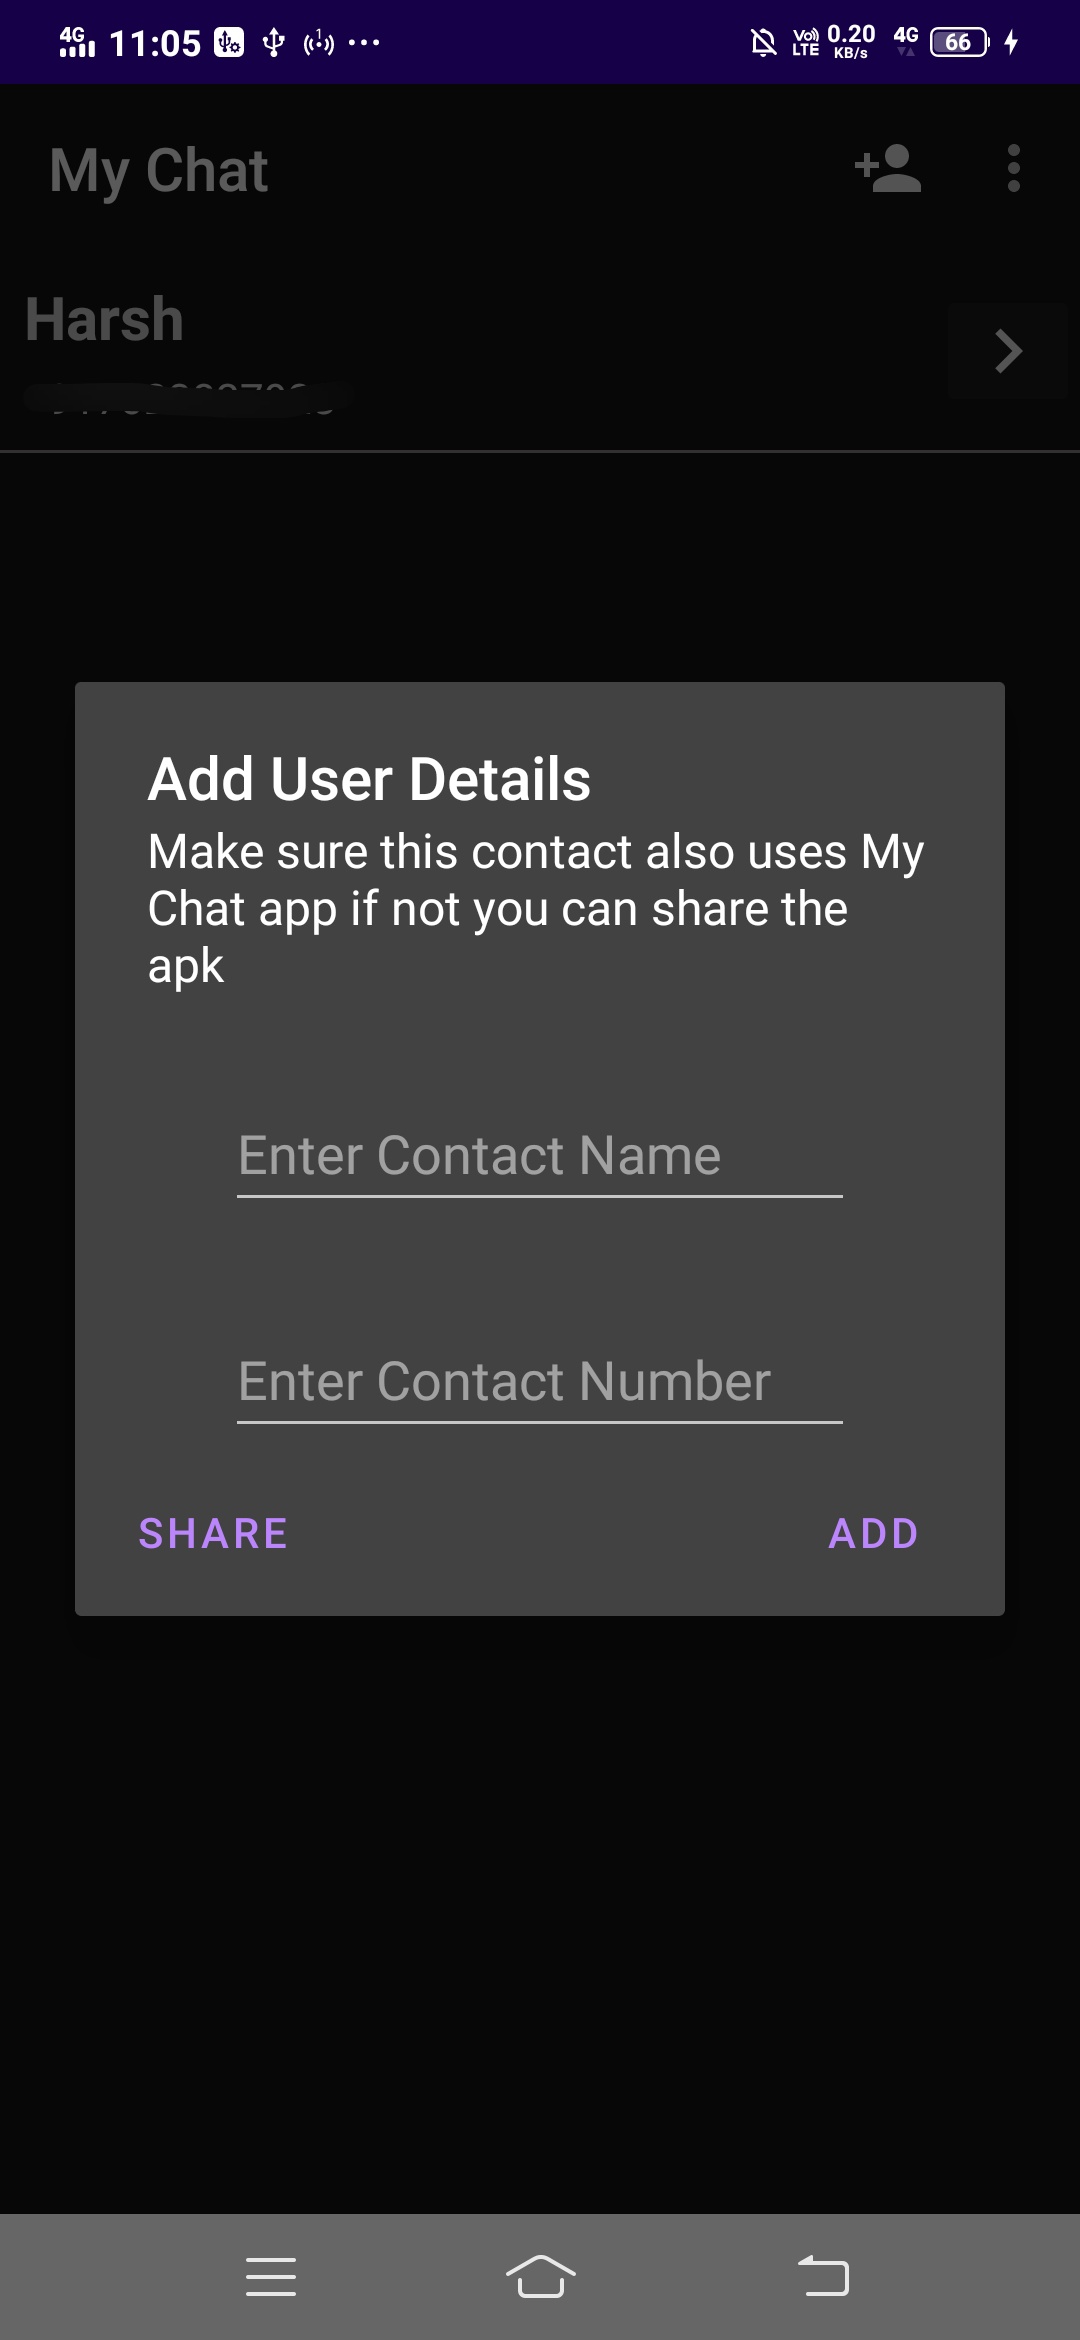 4G 11:05
Vo) LTE 0.20 KB/s 4G 66
My Chat
Harsh
Add User Details
Make sure this contact also uses My
Chat app if not you can share the
apk
Enter Contact Name
Enter Contact Number
SHARE ADD